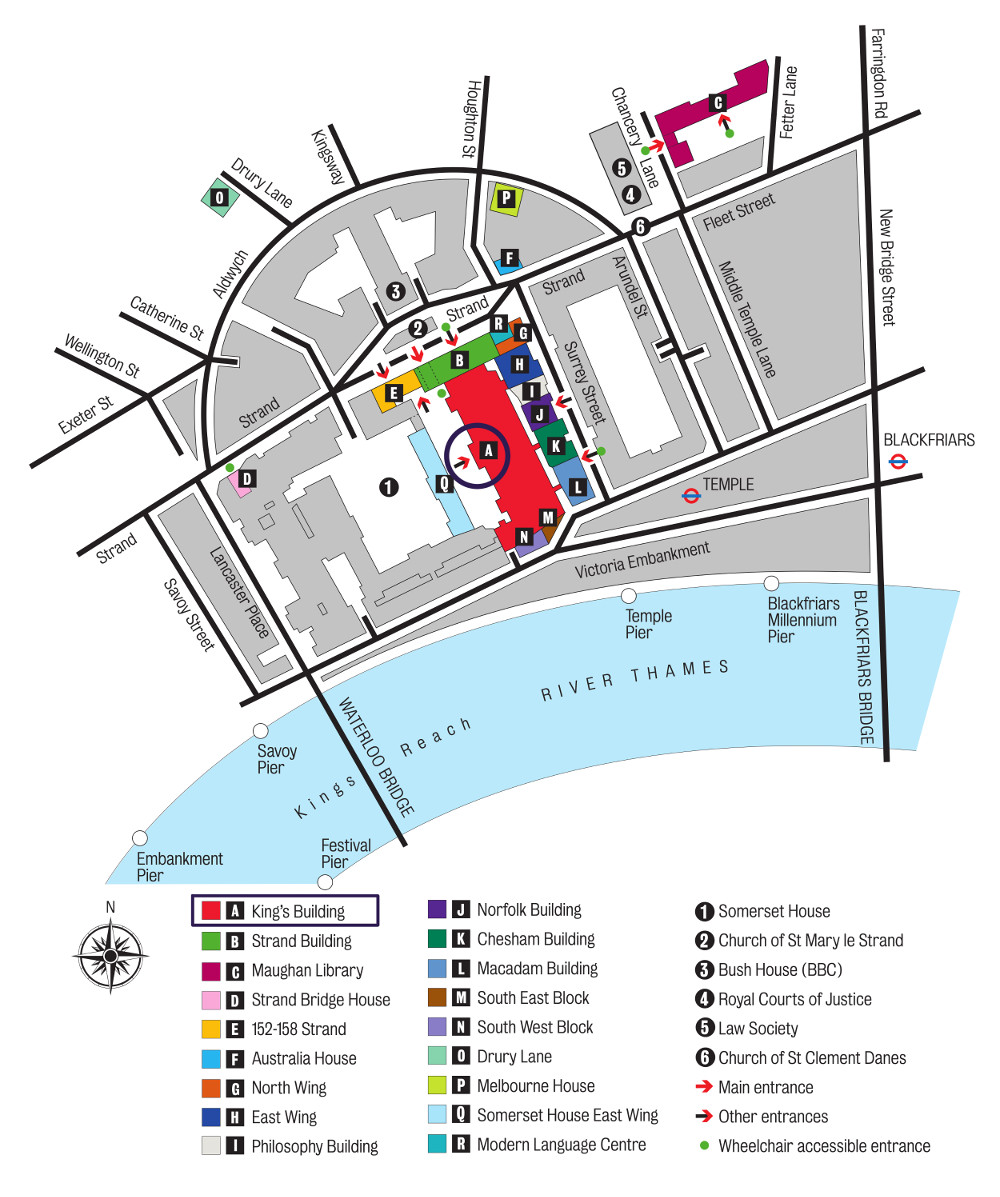 Farringdon Rd
Houghton St
Fetter Lane
Chancery
Lane
C
Kingsway
Drury Lane
O
5
4
P
6
Fleet Street
New Bridge Street
Aldwych
F
Strand
Arundel St
Middle Temple Lane
3
Catherine St
Strand
2
R
G
Wellington St
B
H
Surrey Street
E
I
J
Exeter St
Strand
K
BLACKFRIARS
A
D
Q
1
L
TEMPLE
M
N
Strand
Lancaster Place
Savoy Street
Victoria Embankment
Temple
Pier
Blackfriars
Millennium
Pier
BLACKFRIARS BRIDGE
RIVER THAMES
Kings Reach
WATERLOO BRIDGE
Savoy
Pier
Embankment
Pier
Festival
Pier
N
A King's Building
B Strand Building
C Maughan Library
D Strand Bridge House
E 152-158 Strand
F Australia House
G North Wing
H East Wing
I Philosophy Building
J Norfolk Building
K Chesham Building
L Macadam Building
M South East Block
N South West Block
O Drury Lane
P Melbourne House
Q Somerset House East Wing
R Modern Language Centre
1 Somerset House
2 Church of St Mary le Strand
3 Bush House (BBC)
4 Royal Courts of Justice
5 Law Society
6 Church of St Clement Danes
Main entrance
Other entrances
Wheelchair accessible entrance